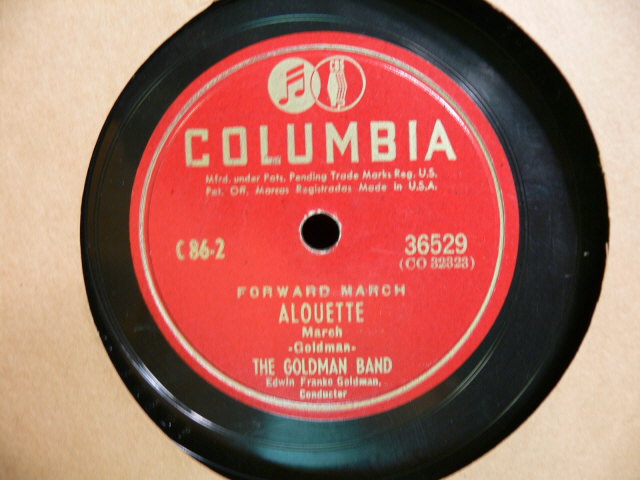 COLUMBIA
Mfrd. under Pats. Pending Trade Marks Reg. U.S.
Pat. Off. Marcas Registradas Made in U.S.A.
C 86-2
36529
(CO 32323)
FORWARD MARCH
ALOUETTE
March
-Goldman-
THE GOLDMAN BAND
Edwin Franko Goldman,
Conductor